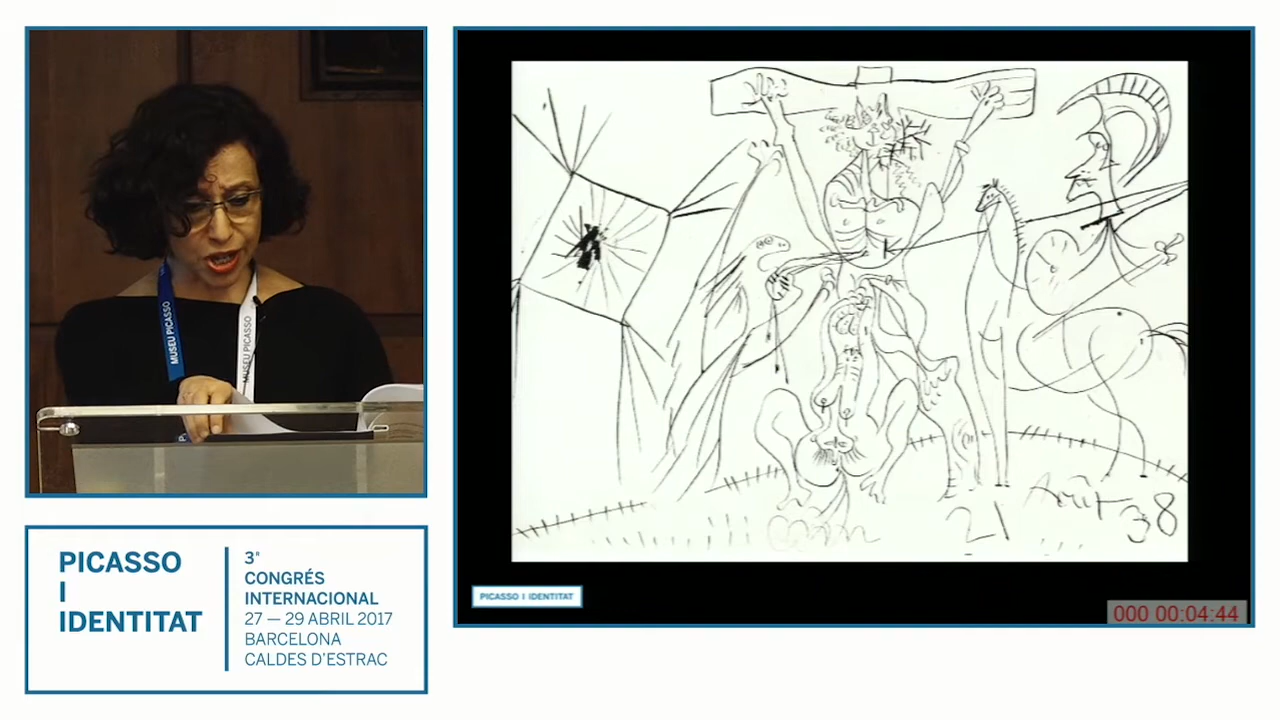 MUSEU PICASSO
MUSEU PICASSO
P.
PICASSO
I
IDENTITAT
3r
CONGRÉS
INTERNACIONAL
27 — 29 ABRIL 2017
BARCELONA
CALDES D'ESTRAC
21 Août 38
PICASSO I IDENTITAT
000 00:04:44